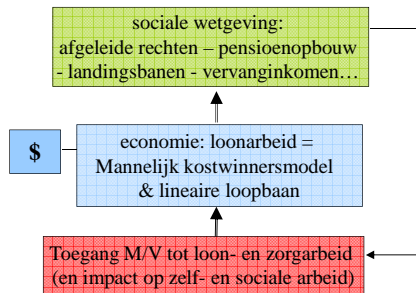 sociale wetgeving:
afgeleide rechten – pensioenopbouw
- landingsbanen - vervanginkomen…
$
economie: loonarbeid =
Mannelijk kostwinnersmodel
& lineaire loopbaan
Toegang M/V tot loon- en zorgarbeid
(en impact op zelf- en sociale arbeid)